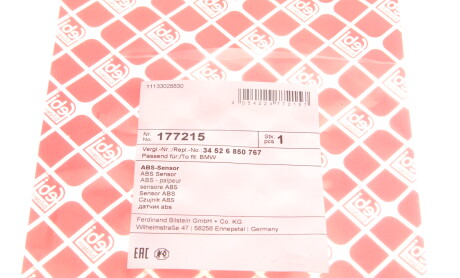 11133028830
Nr.
No. 177215 Stk.
pcs 1
Vergl.-Nr./Repl.-No. 34 52 6 850 767
Passend für:/To fit: BMW
ABS-Sensor
ABS Sensor
ABS - palpeur
sensore ABS
Sensor ABS
Czujnik ABS
датчик abs
Ferdinand Bilstein GmbH + Co. KG
Wilhelmstraße 47 | 58256 Ennepetal | Germany
EAC
febi